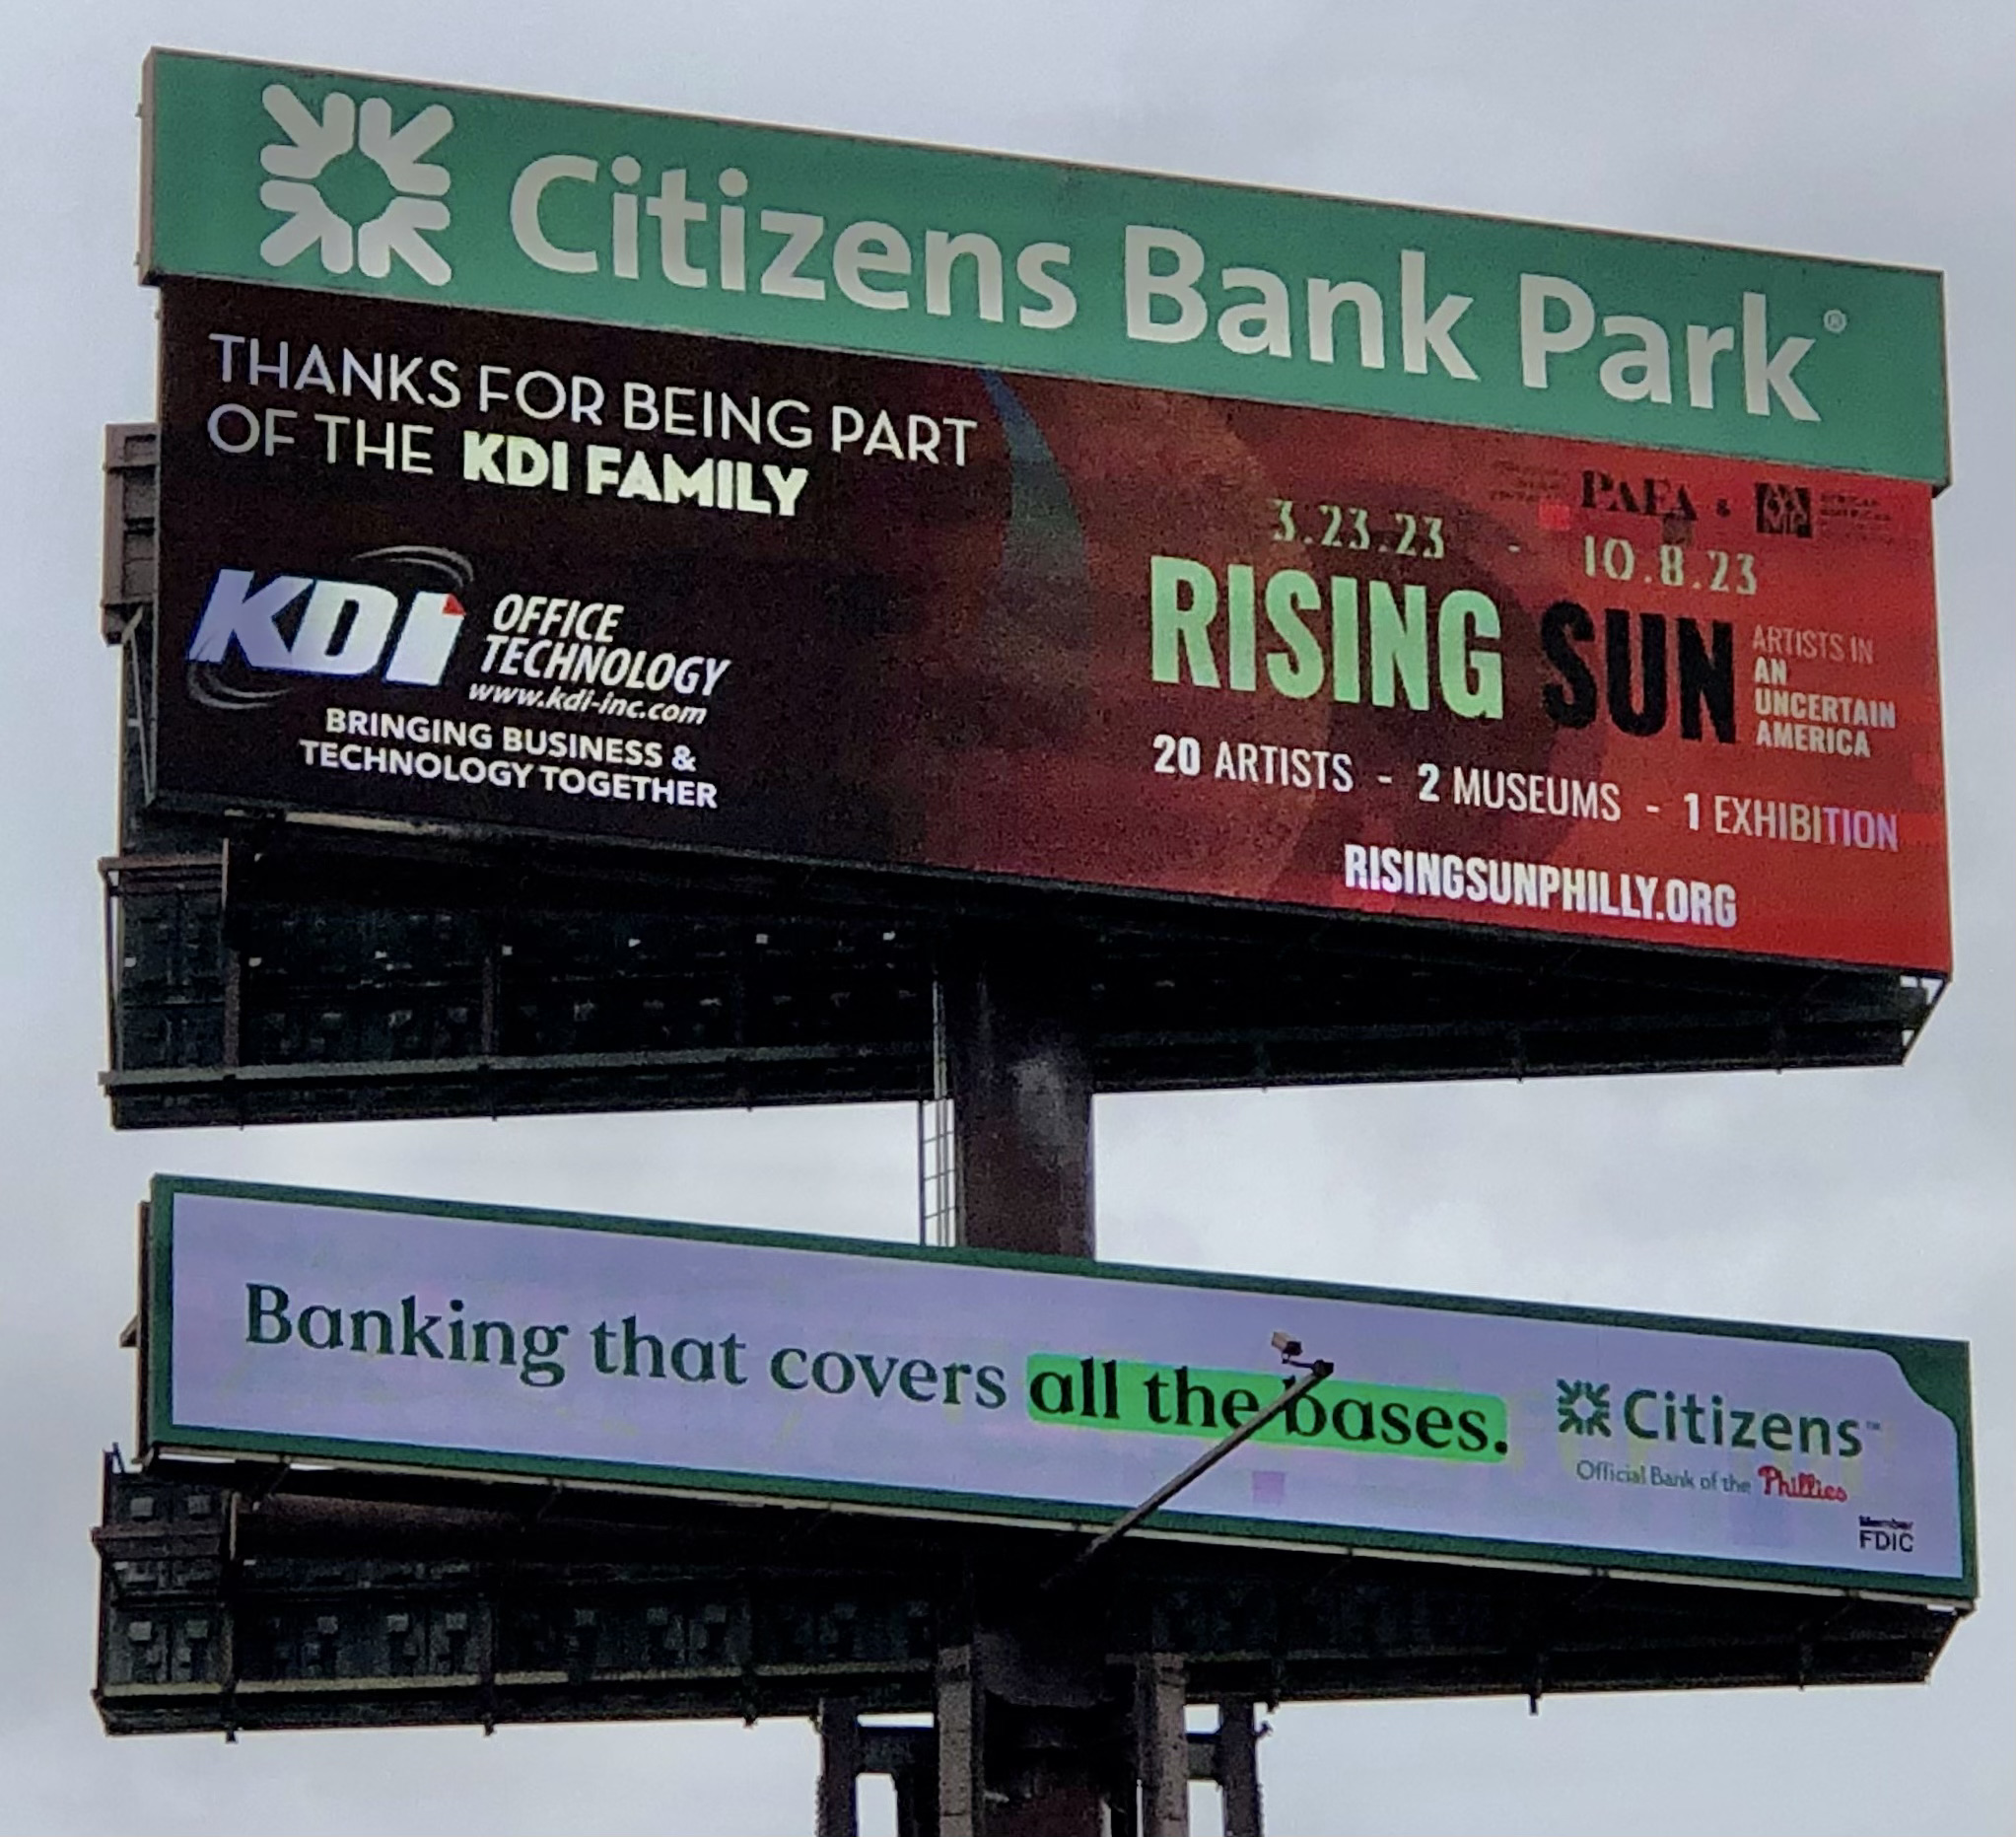 Citizens Bank Park®
THANKS FOR BEING PART
OF THE KDI FAMILY
KDI OFFICE
TECHNOLOGY
www.kdi-inc.com
BRINGING BUSINESS &
TECHNOLOGY TOGETHER
PAFA &
3.23.23 - 10.8.23
RISING SUN
ARTISTS IN
AN
UNCERTAIN
AMERICA
20 ARTISTS - 2 MUSEUMS - 1 EXHIBITION
RISINGSUNPHILLY.ORG
Banking that covers all the bases.
Citizens™
Official Bank of the Phillies
Member
FDIC